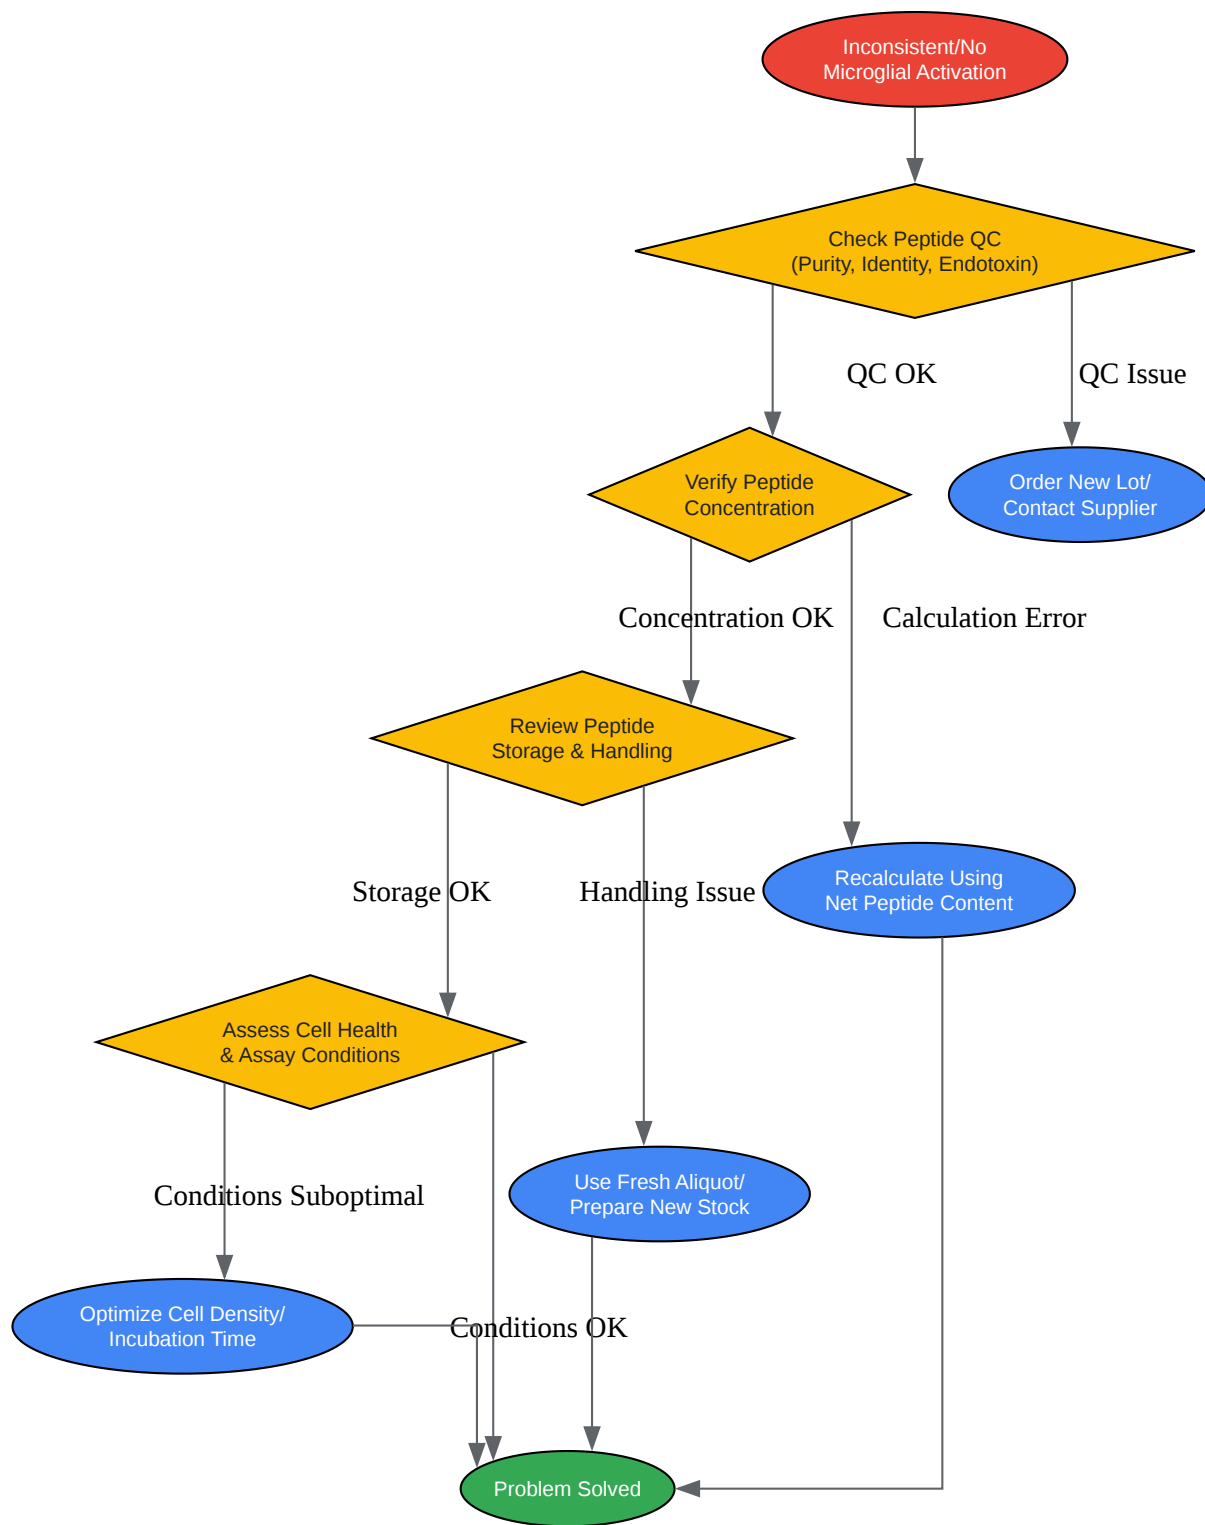 Inconsistent/No
Microglial Activation
Check Peptide QC
(Purity, Identity, Endotoxin)
QC OK
QC Issue
Verify Peptide
Concentration
Order New Lot/
Contact Supplier
Concentration OK
Calculation Error
Review Peptide
Storage & Handling
Storage OK
Handling Issue
Recalculate Using
Net Peptide Content
Assess Cell Health
& Assay Conditions
Conditions Suboptimal
Use Fresh Aliquot/
Prepare New Stock
Optimize Cell Density/
Incubation Time
Conditions OK
Problem Solved